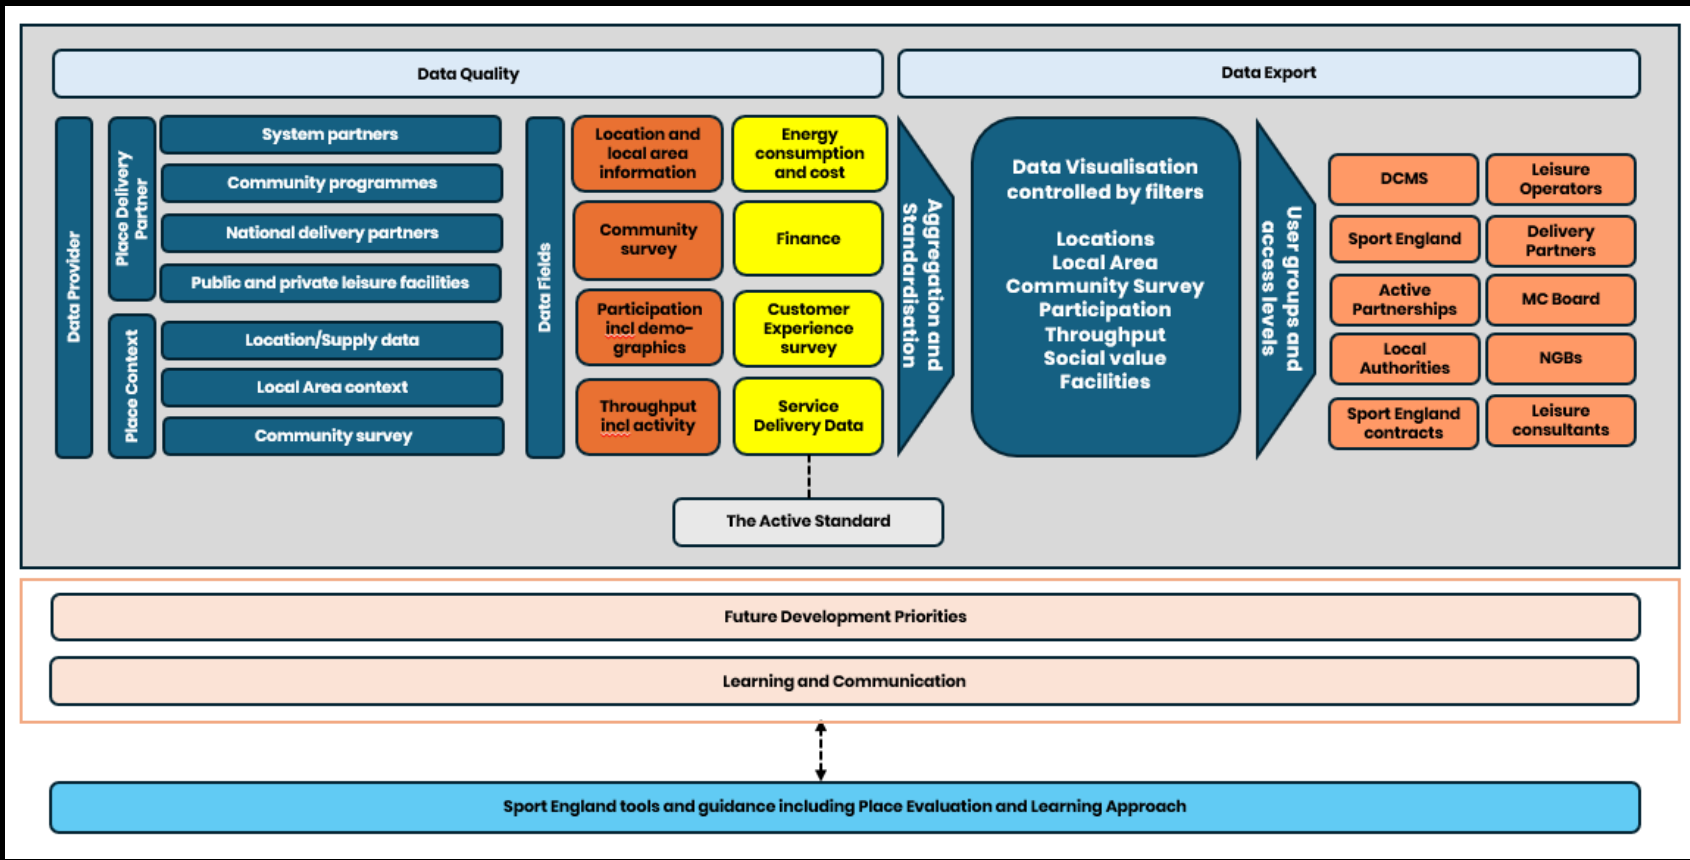 Data Quality
Data Export
Data Provider
Place Delivery
Partner
System partners
Community programmes
National delivery partners
Public and private leisure facilities
Place Context
Location/Supply data
Local Area context
Community survey
Data Fields
Location and
local area
information
Community
survey
Participation
incl demo-
graphics
Throughput
incl activity
Energy
consumption
and cost
Finance
Customer
Experience
survey
Service
Delivery Data
The Active Standard
Aggregation and
Standardisation
Data Visualisation
controlled by filters
Locations
Local Area
Community Survey
Participation
Throughput
Social value
Facilities
User groups and
access levels
DCMS
Leisure
Operators
Sport England
Delivery
Partners
Active
Partnerships
MC Board
Local
Authorities
NGBs
Sport England
contracts
Leisure
consultants
Future Development Priorities
Learning and Communication
Sport England tools and guidance including Place Evaluation and Learning Approach